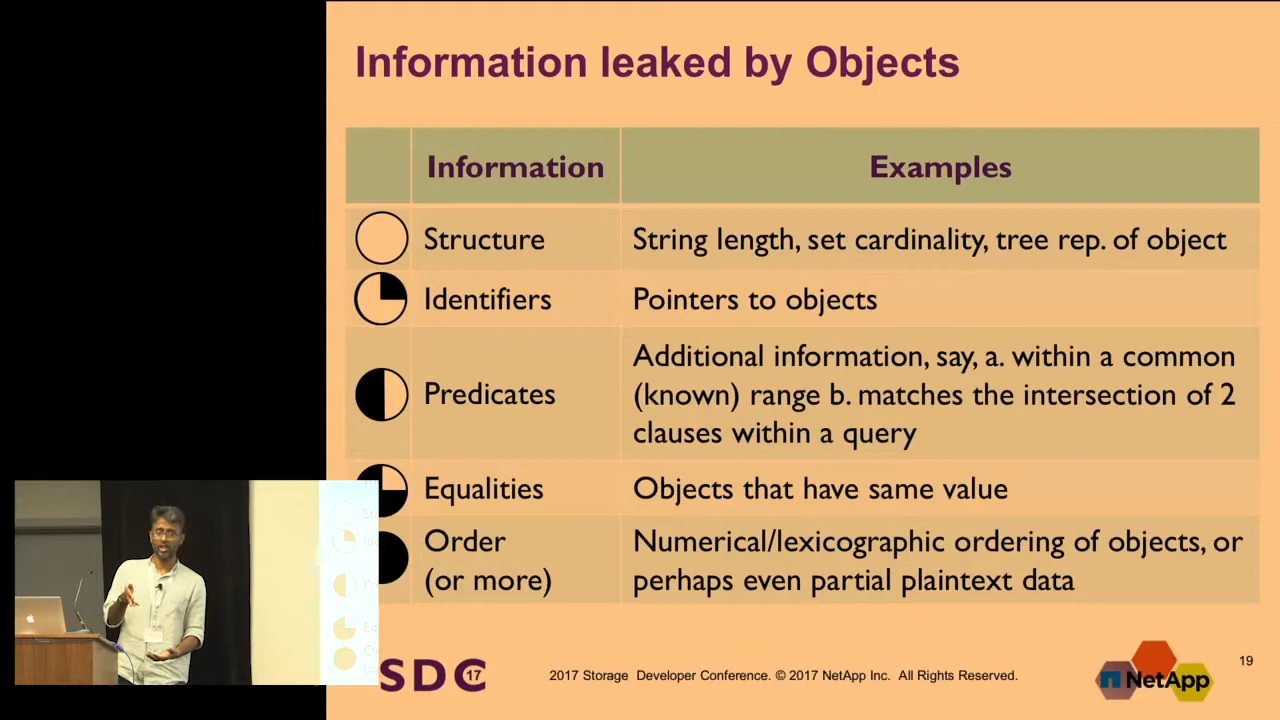 Information leaked by Objects
Information
Examples
Structure
String length, set cardinality, tree rep. of object
Identifiers
Pointers to objects
Predicates
Additional information, say, a. within a common
(known) range b. matches the intersection of 2
clauses within a query
Equalities
Objects that have same value
Order
(or more)
Numerical/lexicographic ordering of objects, or
perhaps even partial plaintext data
SDC 17
2017 Storage Developer Conference. © 2017 NetApp Inc. All Rights Reserved.
NetApp
19